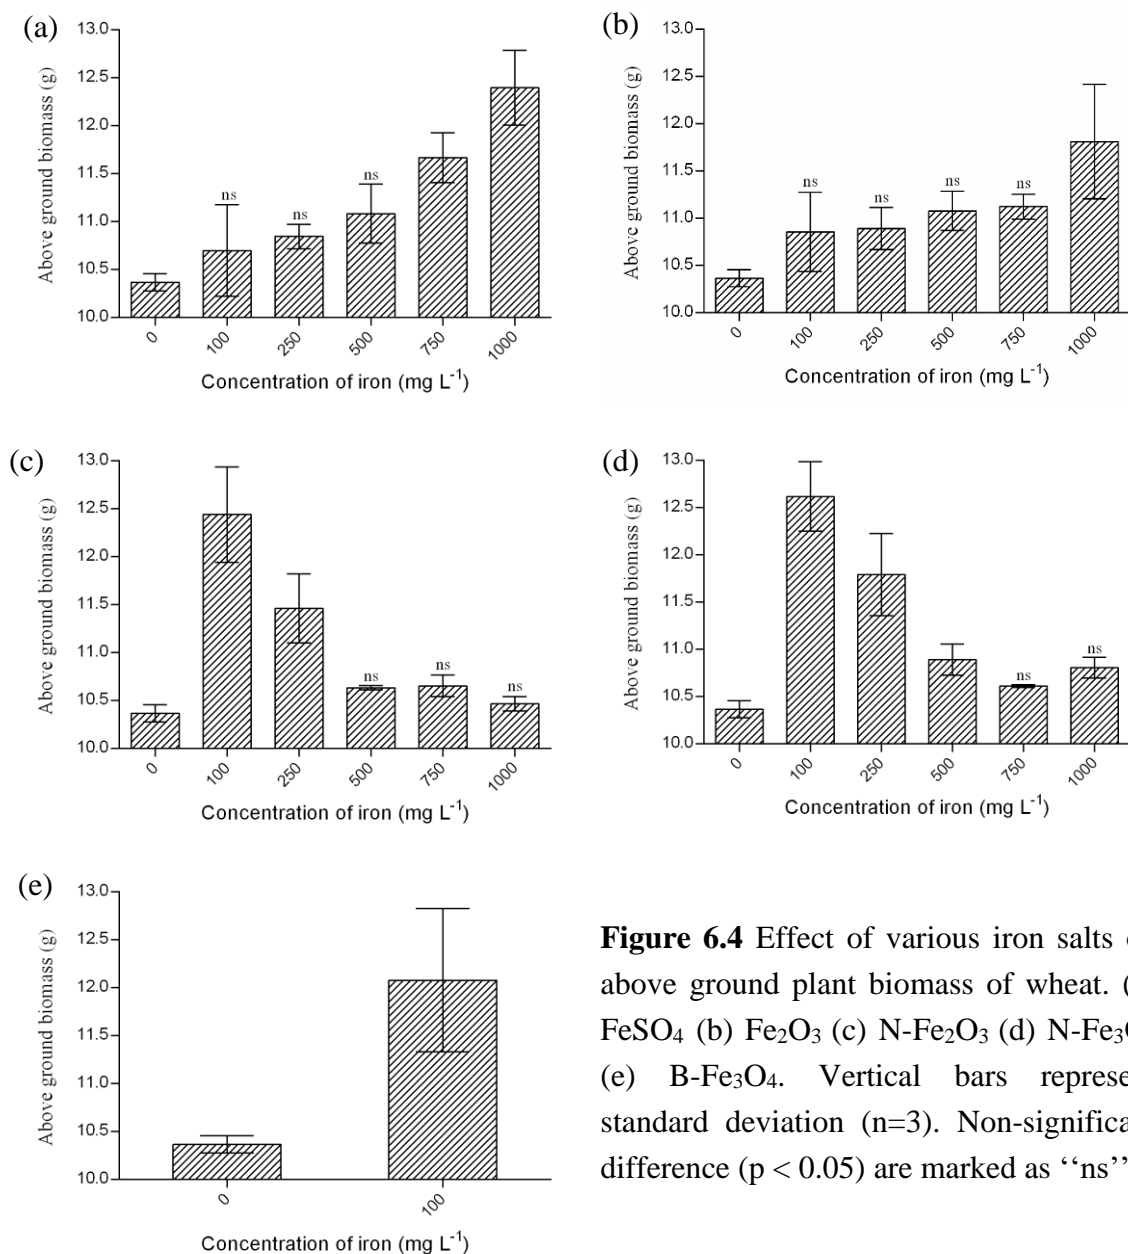 (a)
13.0
12.5
12.0
11.5
11.0
10.5
10.0
Above ground biomass (g)
ns
ns
ns
0
100
250
500
750
1000
Concentration of iron (mg L⁻¹)
(b)
13.0
12.5
12.0
11.5
11.0
10.5
10.0
Above ground biomass (g)
ns
ns
ns
ns
0
100
250
500
750
1000
Concentration of iron (mg L⁻¹)
(c)
13.0
12.5
12.0
11.5
11.0
10.5
10.0
Above ground biomass (g)
ns
ns
ns
0
100
250
500
750
1000
Concentration of iron (mg L⁻¹)
(d)
13.0
12.5
12.0
11.5
11.0
10.5
10.0
Above ground biomass (g)
ns
ns
0
100
250
500
750
1000
Concentration of iron (mg L⁻¹)
(e)
13.0
12.5
12.0
11.5
11.0
10.5
10.0
Above ground biomass (g)
0
100
Concentration of iron (mg L⁻¹)
Figure 6.4 Effect of various iron salts
above ground plant biomass of wheat.
FeSO₄ (b) Fe₂O₃ (c) N-Fe₂O₃ (d)
(e) B-Fe₃O₄. Vertical bars
standard deviation (n=3).
difference (p < 0.05) are marked as ‘‘ns’’